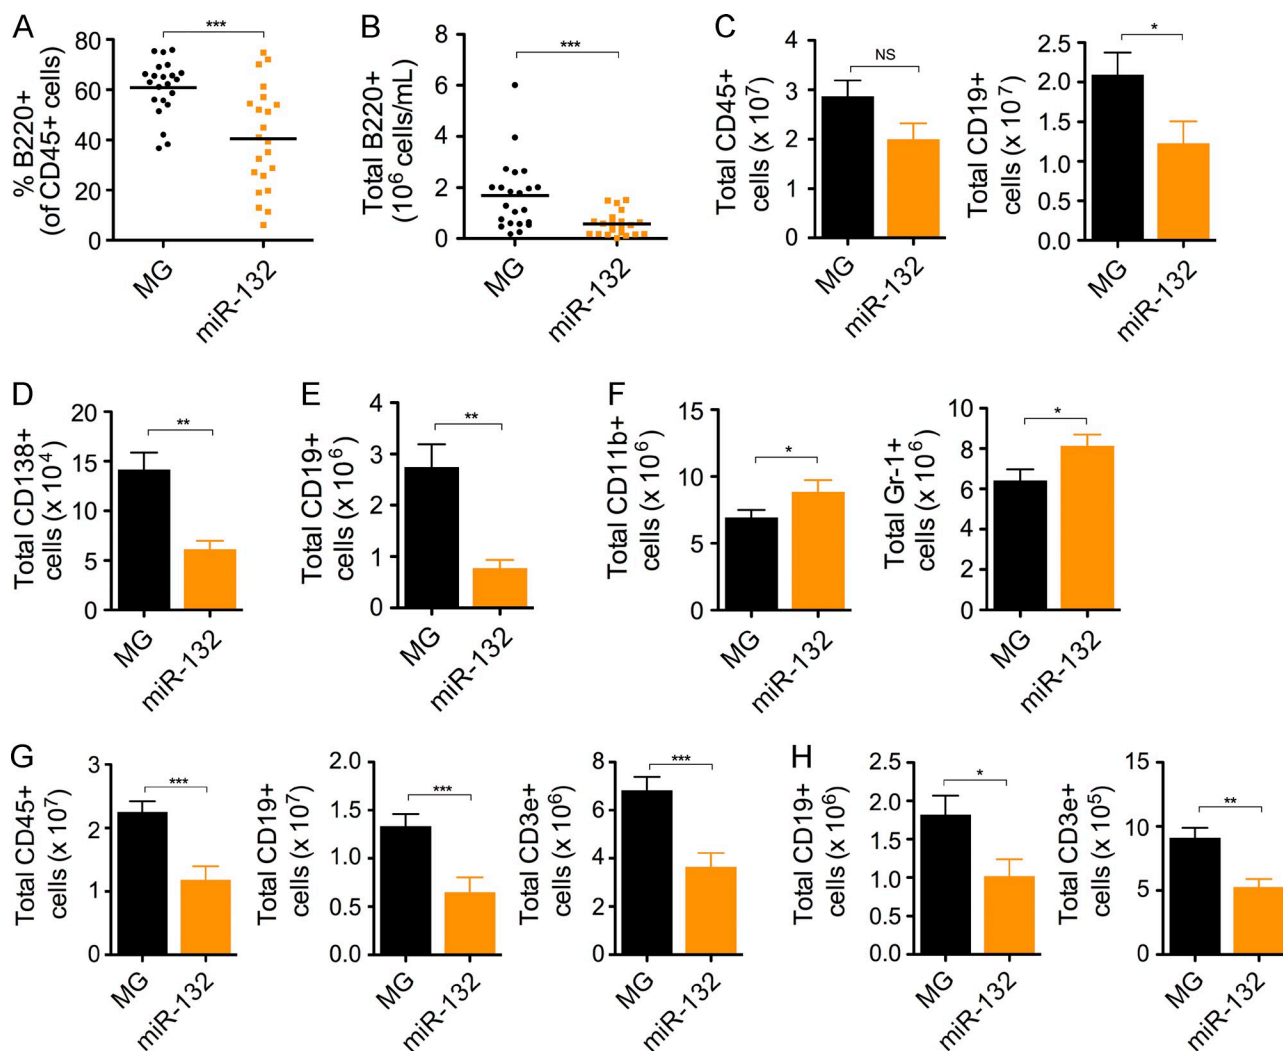 A
% B220+
(of CD45+ cells)
80
60
40
20
0
***
MG
miR-132
B
Total B220+
(10⁶ cells/mL)
8
6
4
2
0
***
MG
miR-132
C
Total CD45+
cells (x 10⁷)
4
3
2
1
0
NS
MG
miR-132
Total CD19+
cells (x 10⁷)
2.5
2.0
1.5
1.0
0.5
0.0
*
MG
miR-132
D
Total CD138+
cells (x 10⁴)
20
15
10
5
0
**
MG
miR-132
E
Total CD19+
cells (x 10⁶)
4
3
2
1
0
**
MG
miR-132
F
Total CD11b+
cells (x 10⁶)
15
10
5
0
*
MG
miR-132
Total Gr-1+
cells (x 10⁶)
10
8
6
4
2
0
*
MG
miR-132
G
Total CD45+
cells (x 10⁷)
3
2
1
0
***
MG
miR-132
Total CD19+
cells (x 10⁷)
2.0
1.5
1.0
0.5
0.0
***
MG
miR-132
Total CD3e+
cells (x 10⁶)
8
6
4
2
0
***
MG
miR-132
H
Total CD19+
cells (x 10⁶)
2.5
2.0
1.5
1.0
0.5
0.0
*
MG
miR-132
Total CD3e+
cells (x 10⁵)
15
10
5
0
**
MG
miR-132